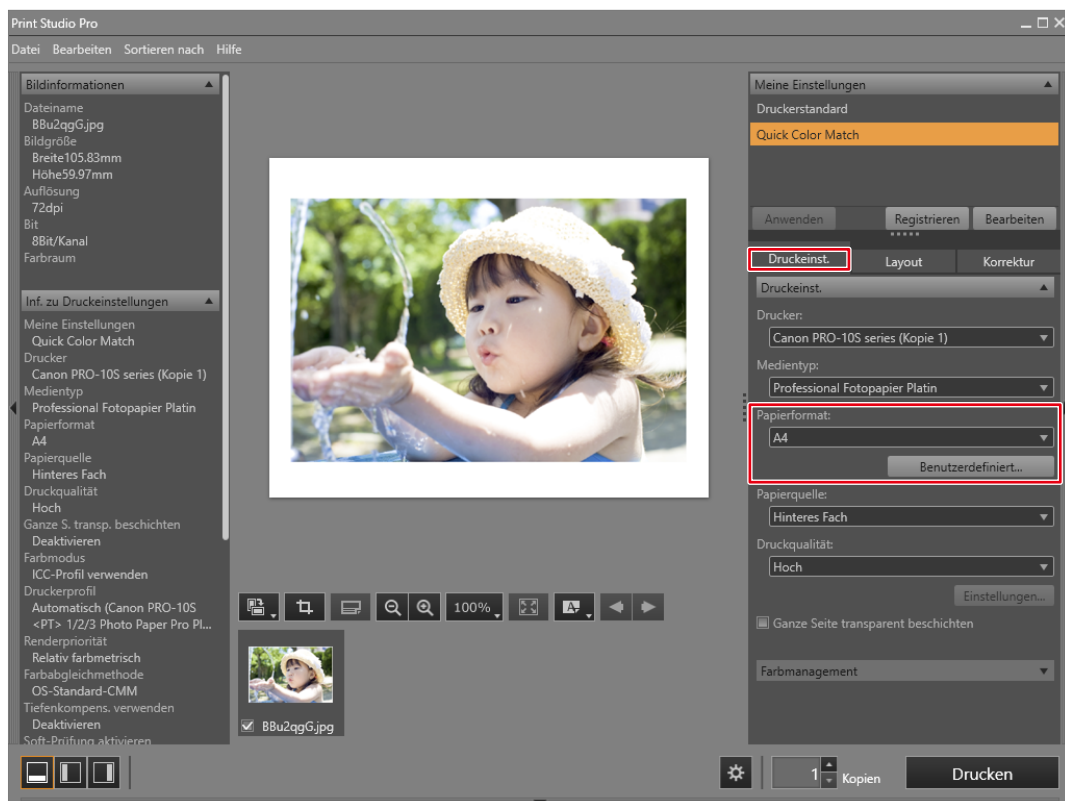 Print Studio Pro
Datei Bearbeiten Sortieren nach Hilfe
Bildinformationen
Dateiname
BBu2qgG.jpg
Bildgröße
Breite105.83mm
Höhe59.97mm
Auflösung
72dpi
Bit
8Bit/Kanal
Farbraum
Inf. zu Druckeinstellungen
Meine Einstellungen
Quick Color Match
Drucker
Canon PRO-10S series (Kopie 1)
Medientyp
Professional Fotopapier Platin
Papierformat
A4
Papierquelle
Hinteres Fach
Druckqualität
Hoch
Ganze S. transp. beschichten
Deaktivieren
Farbmodus
ICC-Profil verwenden
Druckerprofil
Automatisch (Canon PRO-10S
<PT> 1/2/3 Photo Paper Pro Pl...
Renderpriorität
Relativ farbmetrisch
Farbabgleichmethode
OS-Standard-CMM
Tiefenkompens. verwenden
Deaktivieren
Soft-Prüfung aktivieren
100%
BBu2qgG.jpg
Meine Einstellungen
Druckerstandard
Quick Color Match
Anwenden Registrieren Bearbeiten
Druckeinst. Layout Korrektur
Druckeinst.
Drucker:
Canon PRO-10S series (Kopie 1)
Medientyp:
Professional Fotopapier Platin
Papierformat:
A4
Benutzerdefiniert...
Papierquelle:
Hinteres Fach
Druckqualität:
Hoch
Einstellungen...
Ganze Seite transparent beschichten
Farbmanagement
1 Kopien Drucken